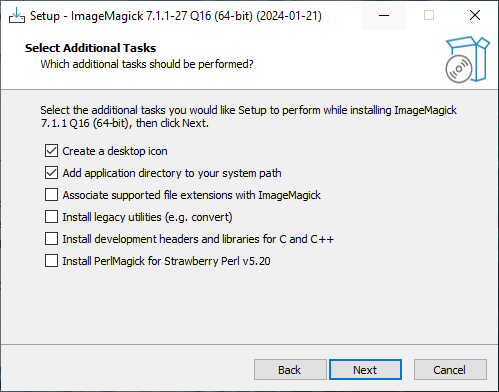 Setup - ImageMagick 7.1.1-27 Q16 (64-bit) (2024-01-21)
Select Additional Tasks
Which additional tasks should be performed?
Select the additional tasks you would like Setup to perform while installing ImageMagick
7.1.1 Q16 (64-bit), then click Next.
Create a desktop icon
Add application directory to your system path
Associate supported file extensions with ImageMagick
Install legacy utilities (e.g. convert)
Install development headers and libraries for C and C++
Install PerlMagick for Strawberry Perl v5.20
Back
Next
Cancel